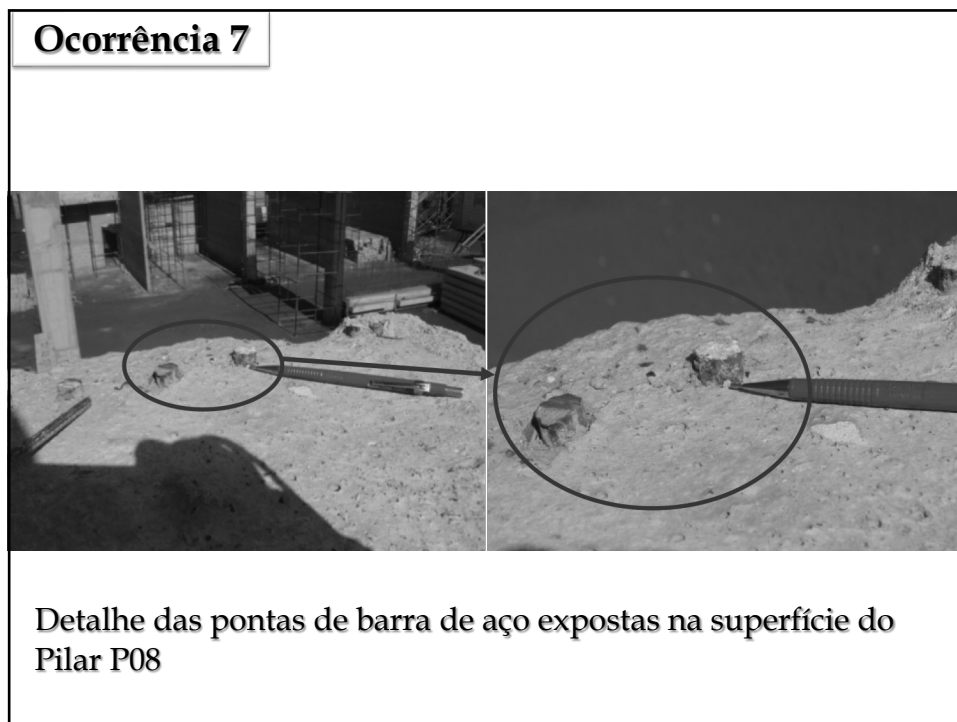 Ocorrência 7
Detalhe das pontas de barra de aço expostas na superfície do
Pilar P08